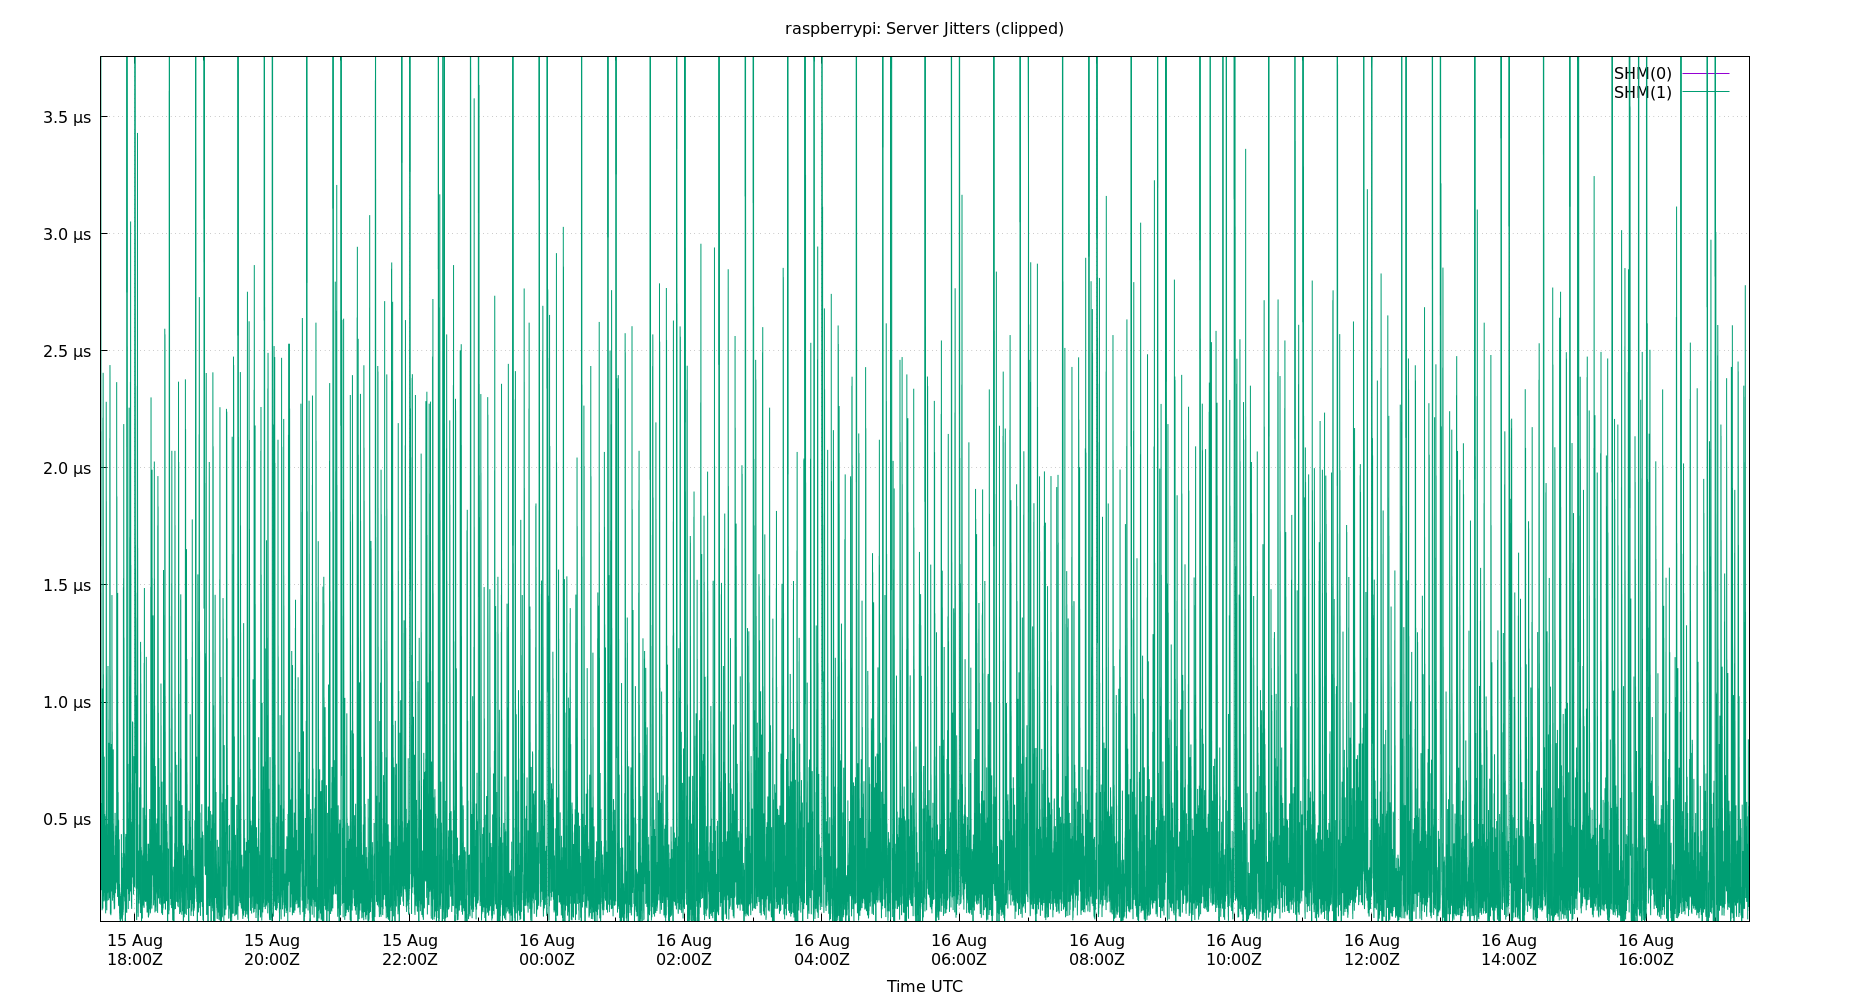 raspberrypi: Server Jitters (clipped)
SHM(0)
SHM(1)
3.5 μs
3.0 μs
2.5 μs
2.0 μs
1.5 μs
1.0 μs
0.5 μs
15 Aug 15 Aug 15 Aug 16 Aug 16 Aug 16 Aug 16 Aug 16 Aug 16 Aug 16 Aug 16 Aug 16 Aug
18:00Z 20:00Z 22:00Z 00:00Z 02:00Z 04:00Z 06:00Z 08:00Z 10:00Z 12:00Z 14:00Z 16:00Z
Time UTC